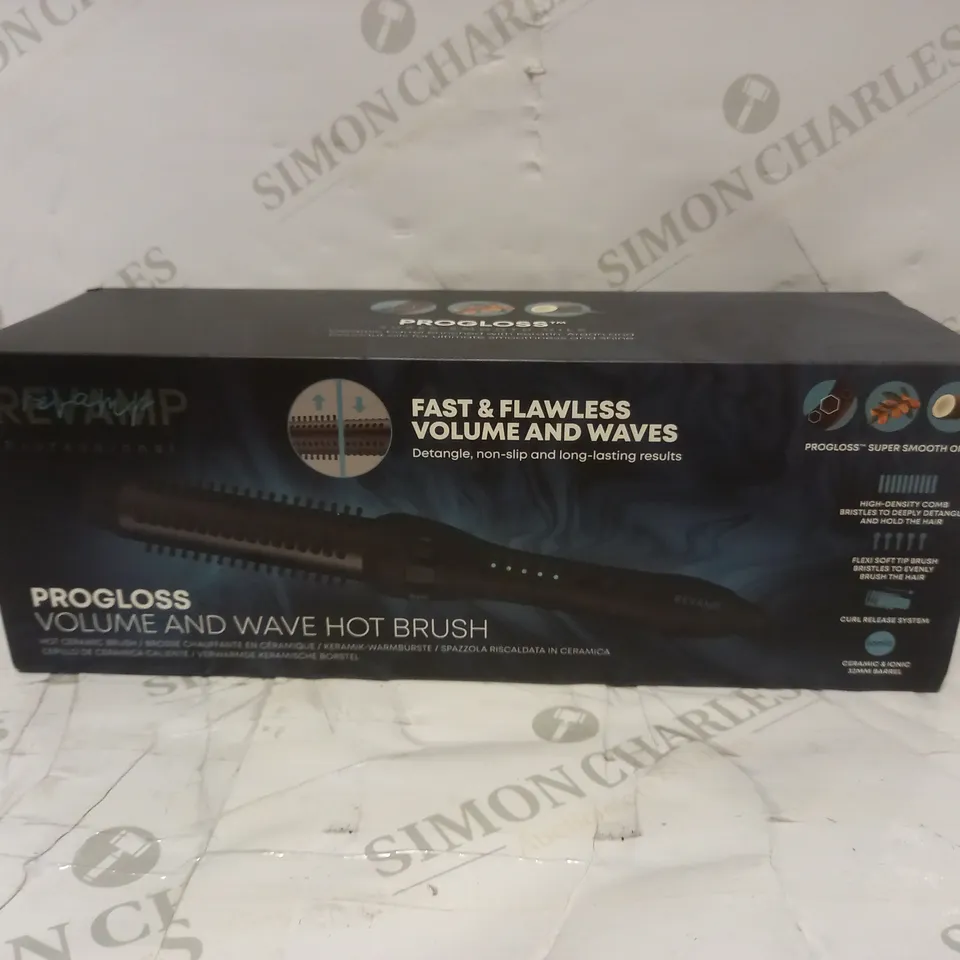 SIMON CHARLES
SIMON CHARLES
PROGLOSS™
REVAMP
Professional
FAST & FLAWLESS
VOLUME AND WAVES
Detangle, non-slip and long-lasting results
PROGLOSS™ SUPER SMOOTH
HIGH-DENSITY COMB
BRISTLES TO DEEPLY DETANGL
AND HOLD THE HAIR
FLEXI SOFT TIP BRUSH
BRISTLES TO EVENLY
BRUSH THE HAIR
CURL RELEASE SYSTEM
CERAMIC & IONIC
32MM BARREL
REVAMP
PROGLOSS
VOLUME AND WAVE HOT BRUSH
HOT CERAMIC BRUSH / BROSSE CHAUFFANTE EN CÉRAMIQUE / KERAMIK-WARMBÜRSTE / SPAZZOLA RISCALDATA IN CERAMICA
CEPILLO DE CERÁMICA CALIENTE / VERWARMDE KERAMISCHE BORSTEL
SIMON CHARLES